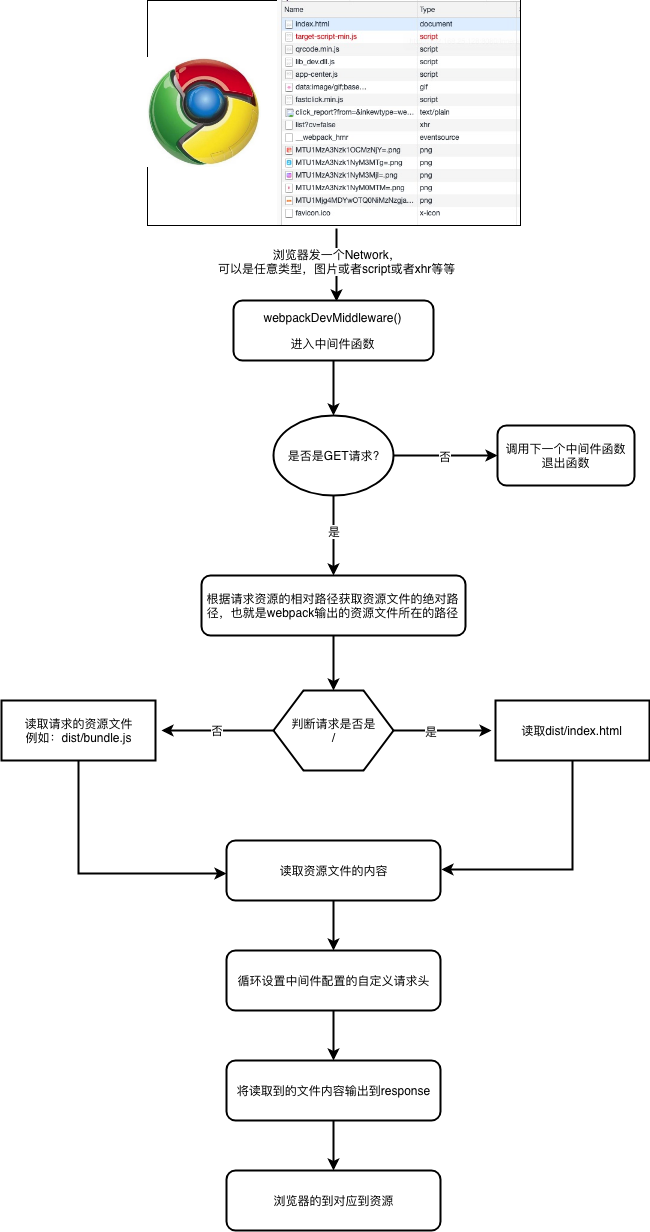 Name Type
index.html document
target-script-min.js script
qrcode.min.js script
lib_dev.dll.js script
app-center.js script
data:image/gif;base... gif
fastclick.min.js script
click_report?from=&inkewtype=we... text/plain
list?cv=false xhr
__webpack_hmr eventsource
MTU1MzA3Nzk1OCMzNjY=.png png
MTU1MzA3Nzk1NyM3MTg=.png png
MTU1MzA3Nzk1NyM3Mjl=.png png
MTU1MzA3Nzk1NyM0MTM=.png png
MTU1Mjg4MDYwOTQ0NiMzNzgja... png
favicon.ico x-icon
浏览器发一个Network，
可以是任意类型，图片或者script或者xhr等等
webpackDevMiddleware()
进入中间件函数
是否是GET请求？
否
调用下一个中间件函数
退出函数
是
根据请求资源的相对路径获取资源文件的绝对路
径，也就是webpack输出的资源文件所在的路径
判断请求是否是
/
否
读取请求的资源文件
例如：dist/bundle.js
是
读取dist/index.html
读取资源文件的内容
循环设置中间件配置的自定义请求头
将读取到的文件内容输出到response
浏览器的到对应到资源